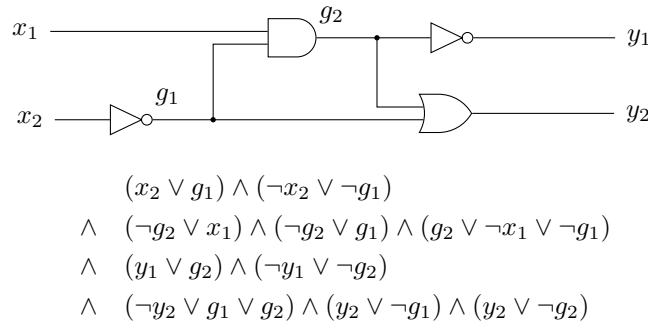 x₁ g₂ y₁
x₂ g₁ y₂
(x₂ ∨ g₁) ∧ (¬x₂ ∨ ¬g₁)
∧ (¬g₂ ∨ x₁) ∧ (¬g₂ ∨ g₁) ∧ (g₂ ∨ ¬x₁ ∨ ¬g₁)
∧ (y₁ ∨ g₂) ∧ (¬y₁ ∨ ¬g₂)
∧ (¬y₂ ∨ g₁ ∨ g₂) ∧ (y₂ ∨ ¬g₁) ∧ (y₂ ∨ ¬g₂)